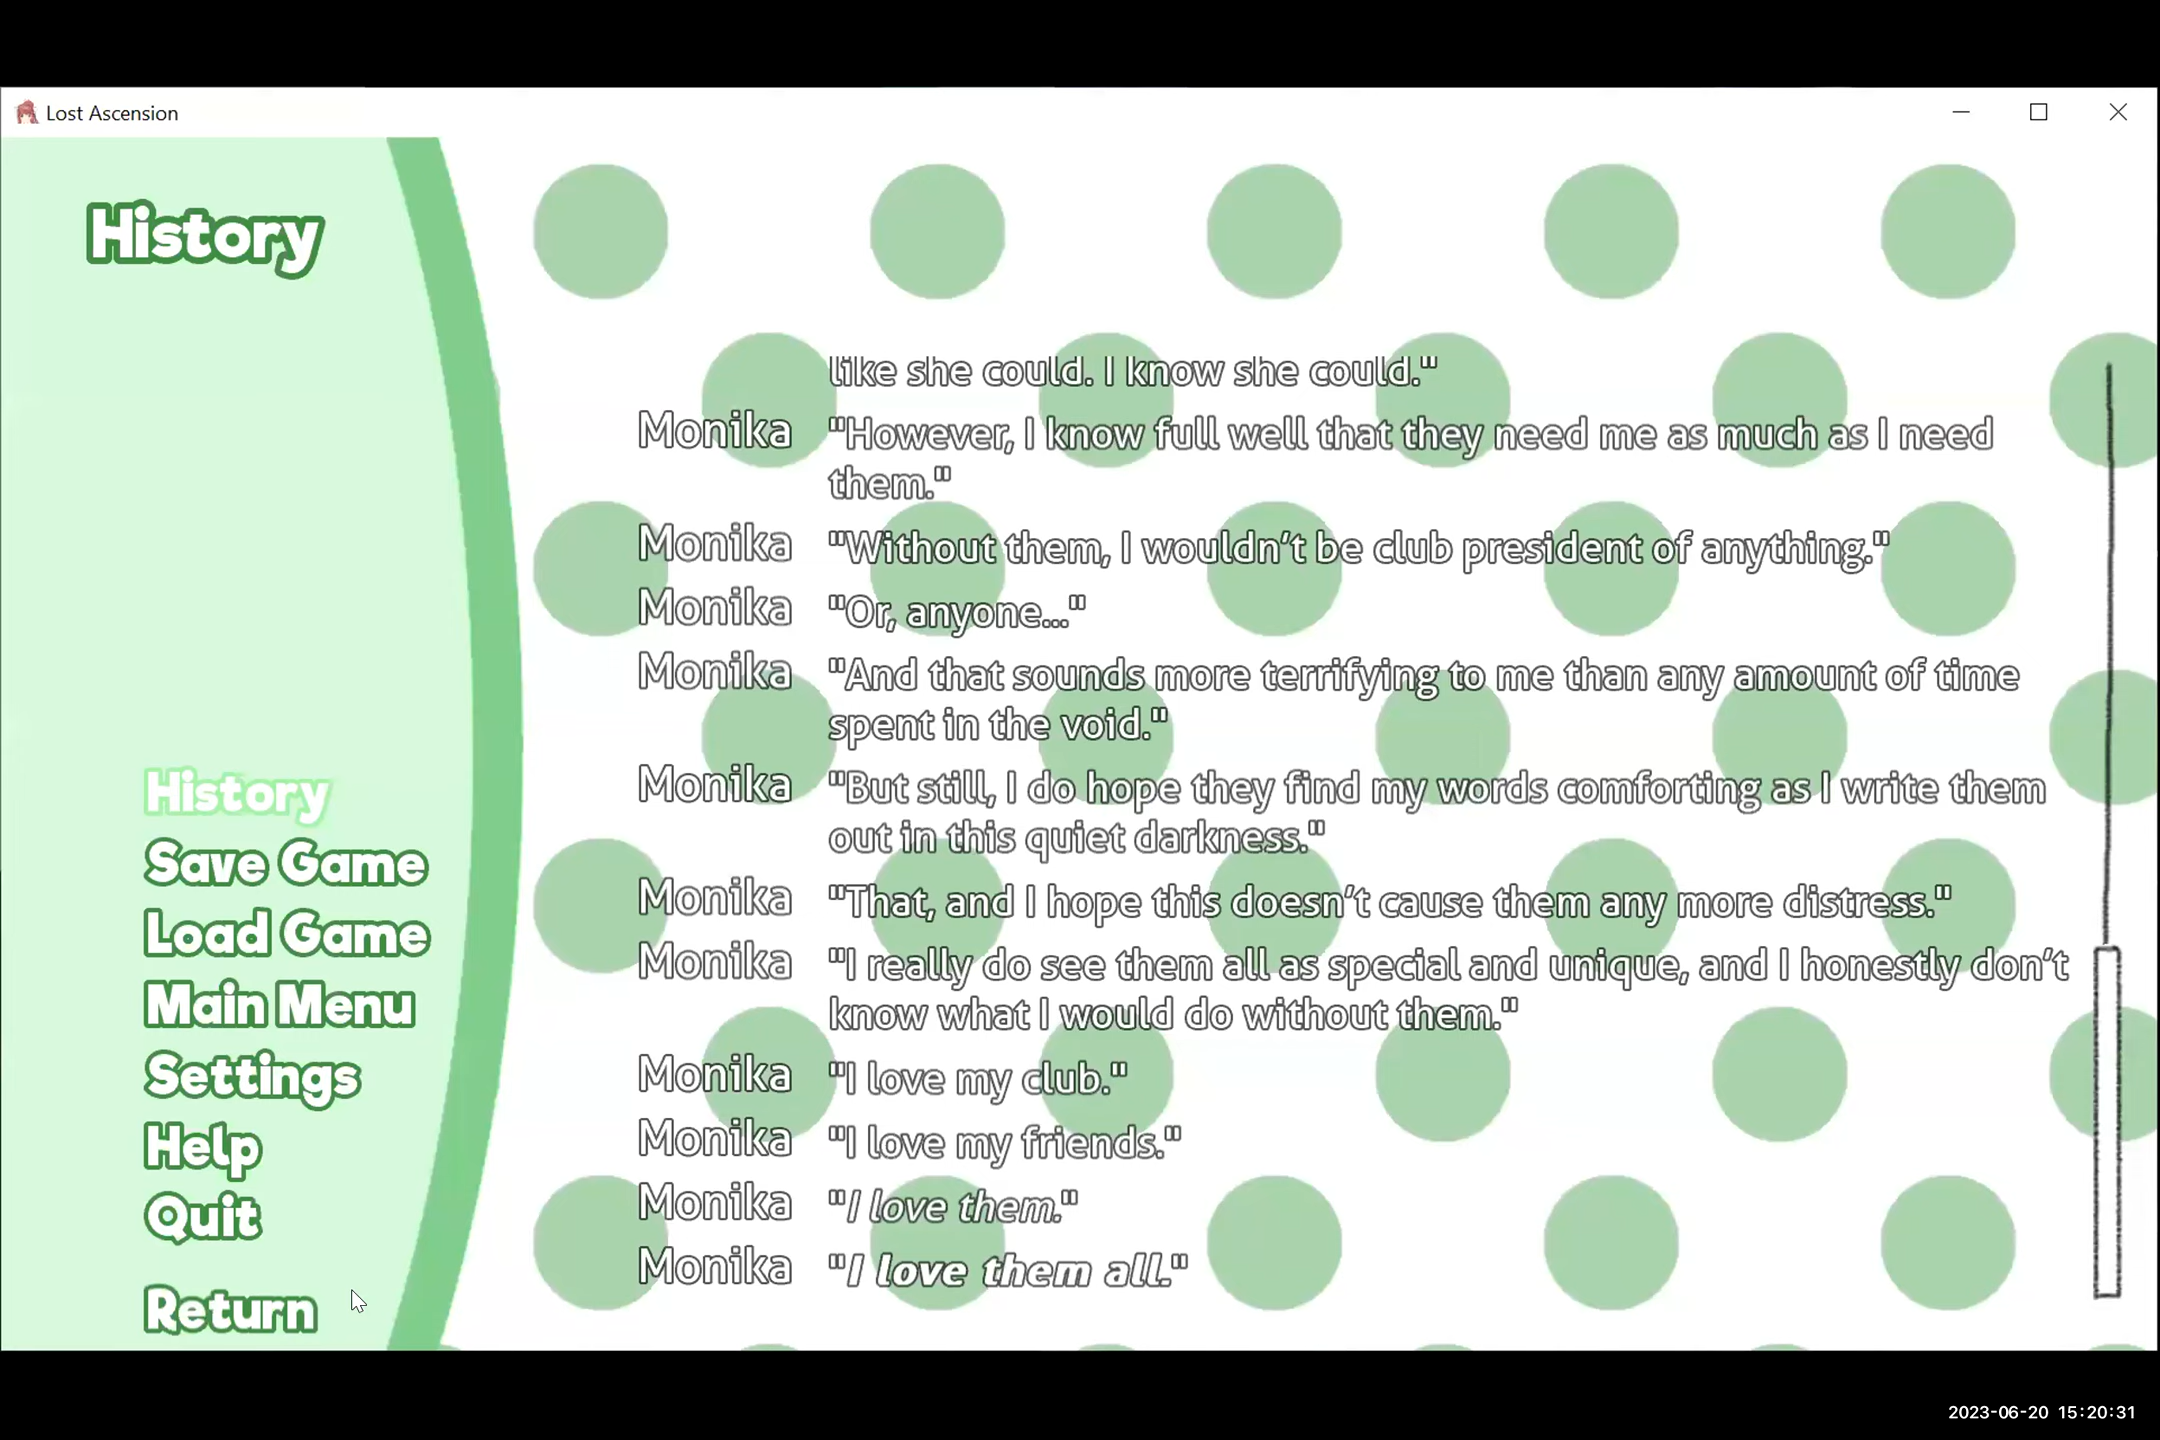 Lost Ascension
History
like she could. I know she could."
Monika "However, I know full well that they need me as much as I need
them."
Monika "Without them, I wouldn’t be club president of anything."
Monika "Or, anyone..."
Monika "And that sounds more terrifying to me than any amount of time
spent in the void."
Monika "But still, I do hope they find my words comforting as I write them
out in this quiet darkness."
Monika "That, and I hope this doesn’t cause them any more distress."
Monika "I really do see them all as special and unique, and I honestly don’t
know what I would do without them."
Monika "I love my club."
Monika "I love my friends."
Monika "I love them."
Monika "I love them all."
History
Save Game
Load Game
Main Menu
Settings
Help
Quit
Return
2023-06-20 15:20:31